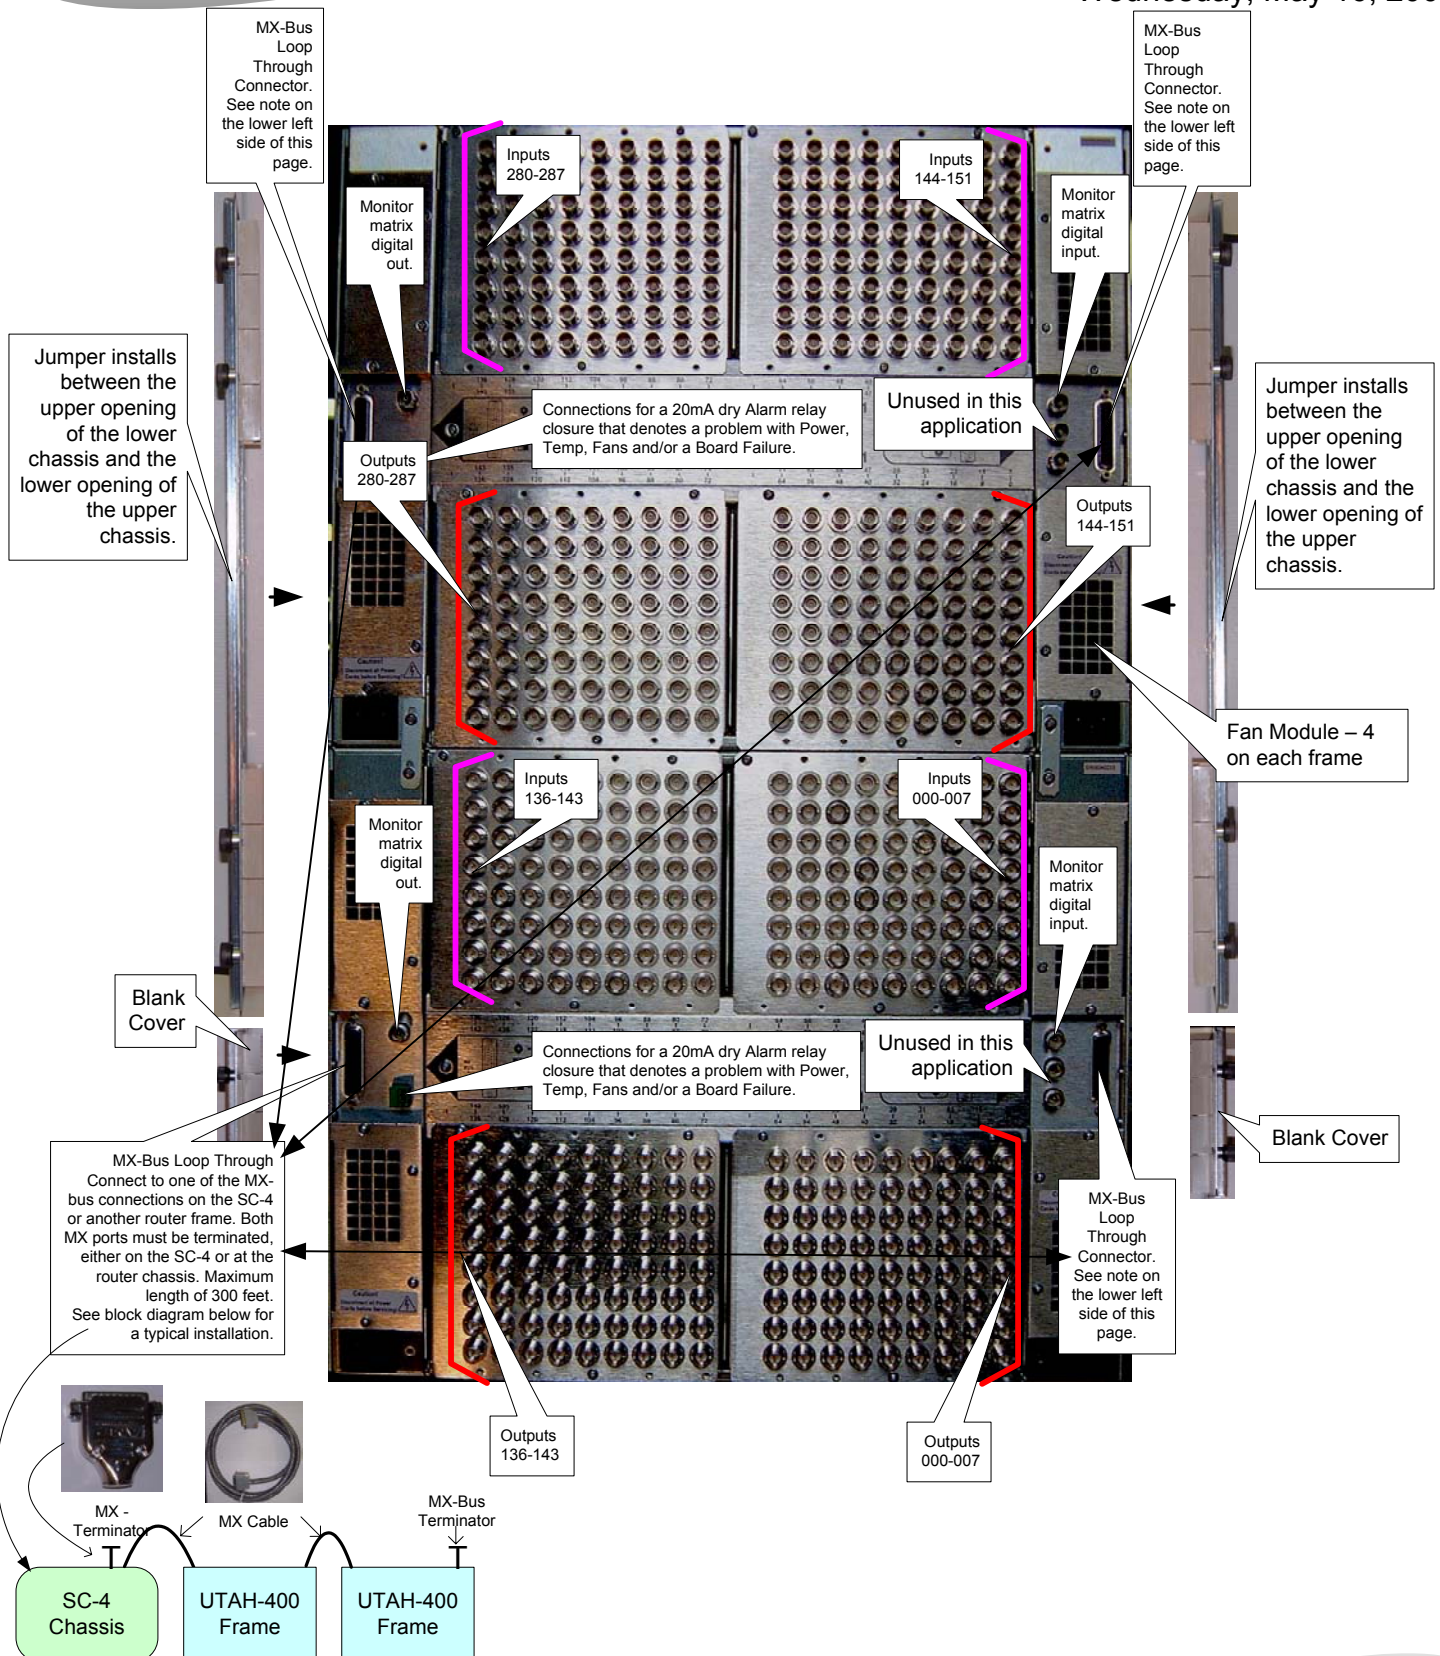 MX-Bus
Loop
Through
Connector.
See note on
the lower left
side of this
page.
MX-Bus
Loop
Through
Connector.
See note on
the lower left
side of this
page.
Inputs
280-287
Inputs
144-151
Monitor
matrix
digital
out.
Monitor
matrix
digital
input.
Jumper installs
between the
upper opening
of the lower
chassis and the
lower opening of
the upper
chassis.
Connections for a 20mA dry Alarm relay
closure that denotes a problem with Power,
Temp, Fans and/or a Board Failure.
Unused in this
application
Jumper installs
between the
upper opening
of the lower
chassis and the
lower opening of
the upper
chassis.
Outputs
280-287
Outputs
144-151
Fan Module – 4
on each frame
Inputs
136-143
Inputs
000-007
Monitor
matrix
digital
out.
Monitor
matrix
digital
input.
Blank
Cover
Connections for a 20mA dry Alarm relay
closure that denotes a problem with Power,
Temp, Fans and/or a Board Failure.
Unused in this
application
Blank Cover
MX-Bus Loop Through
Connect to one of the MX-
bus connections on the SC-4
or another router frame. Both
MX ports must be terminated,
either on the SC-4 or at the
router chassis. Maximum
length of 300 feet.
See block diagram below for
a typical installation.
MX-Bus
Loop
Through
Connector.
See note on
the lower left
side of this
page.
Outputs
136-143
Outputs
000-007
MX -
Terminator
MX Cable
MX-Bus
Terminator
SC-4
Chassis
UTAH-400
Frame
UTAH-400
Frame